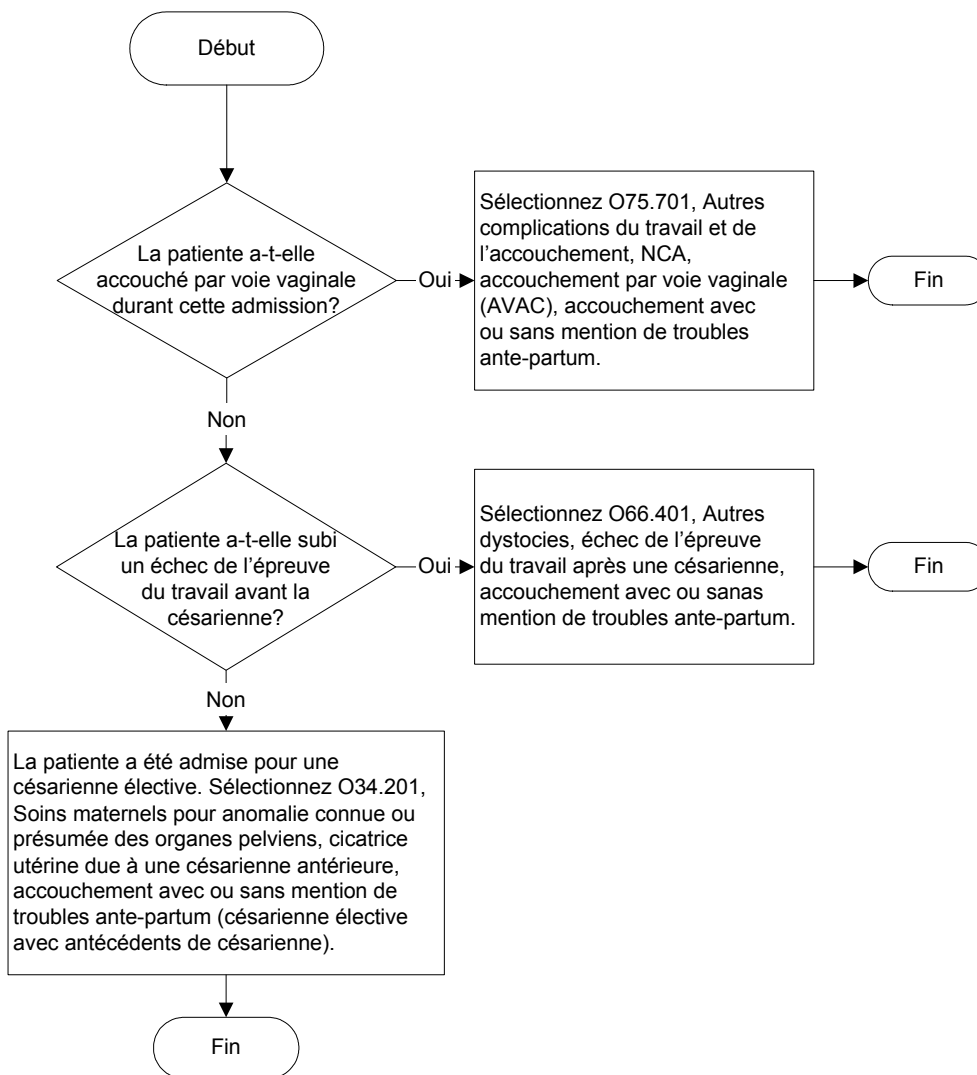 Début
La patiente a-t-elle
accouché par voie vaginale
durant cette admission?
Oui
Sélectionnez O75.701, Autres
complications du travail et de
l’accouchement, NCA,
accouchement par voie vaginale
(AVAC), accouchement avec
ou sans mention de troubles
ante-partum.
Fin
Non
La patiente a-t-elle subi
un échec de l’épreuve
du travail avant la
césarienne?
Oui
Sélectionnez O66.401, Autres
dystocies, échec de l’épreuve
du travail après une césarienne,
accouchement avec ou sanas
mention de troubles ante-partum.
Fin
Non
La patiente a été admise pour une
césarienne élective. Sélectionnez O34.201,
Soins maternels pour anomalie connue ou
présumée des organes pelviens, cicatrice
utérine due à une césarienne antérieure,
accouchement avec ou sans mention de
troubles ante-partum (césarienne élective
avec antécédents de césarienne).
Fin